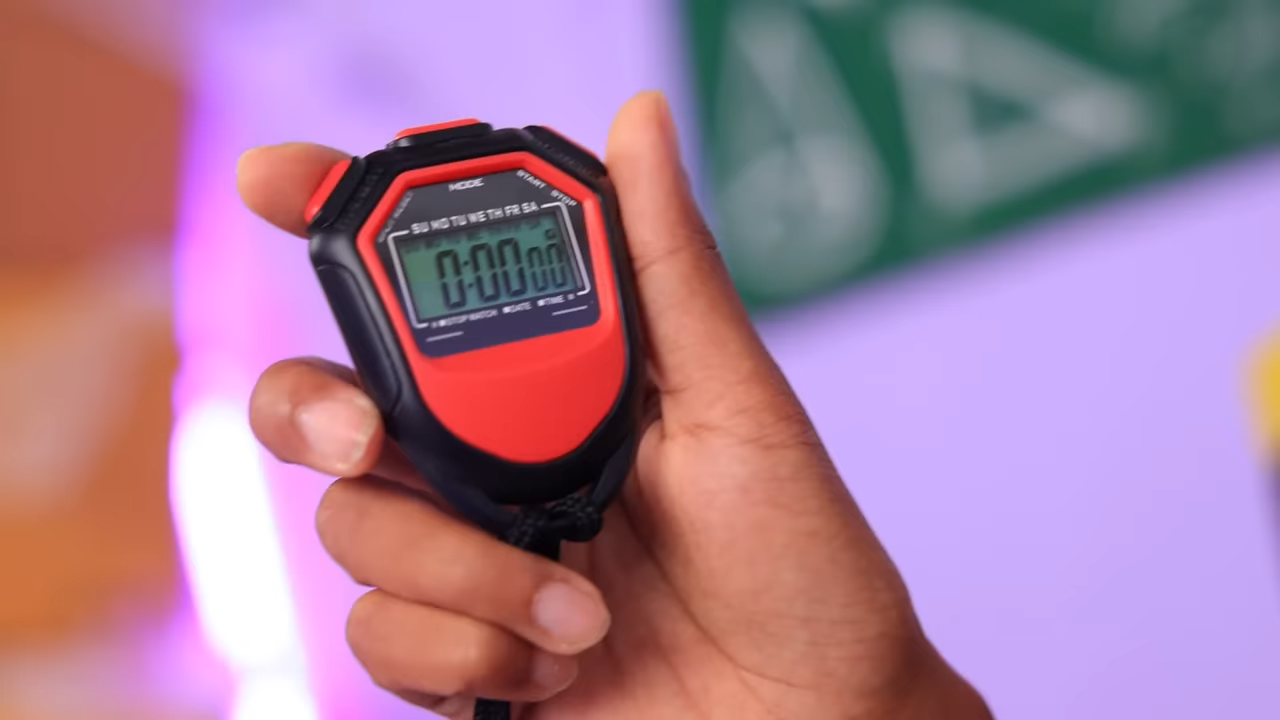 MODE
START
STOP
SU MO TU WE TH FR SA
0:00 00
STOPWATCH DATE TIME